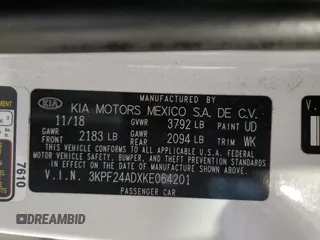 MANUFACTURED BY
KIA KIA MOTORS MEXICO S.A. DE C.V.
11/18 GVWR 3792 LB PAINT UD
GAWR FRONT 2183 LB GAWR REAR 2094 LB TRIM WK
THIS VEHICLE CONFORMS TO ALL APPLICABLE
U.S. FEDERAL MOTOR VEHICLE
SAFETY, BUMPER, AND THEFT PREVENTION
STANDARDS IN EFFECT ON THE DATE OF
MANUFACTURE SHOWN ABOVE.
V.I.N. 3KPF24ADXKE064201
PASSENGER CAR
7610
DREAMBID